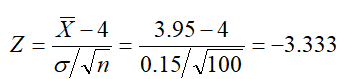 Z = (X̅ − 4) / (σ/√n) = (3.95 − 4) / (0.15/√100) = −3.333